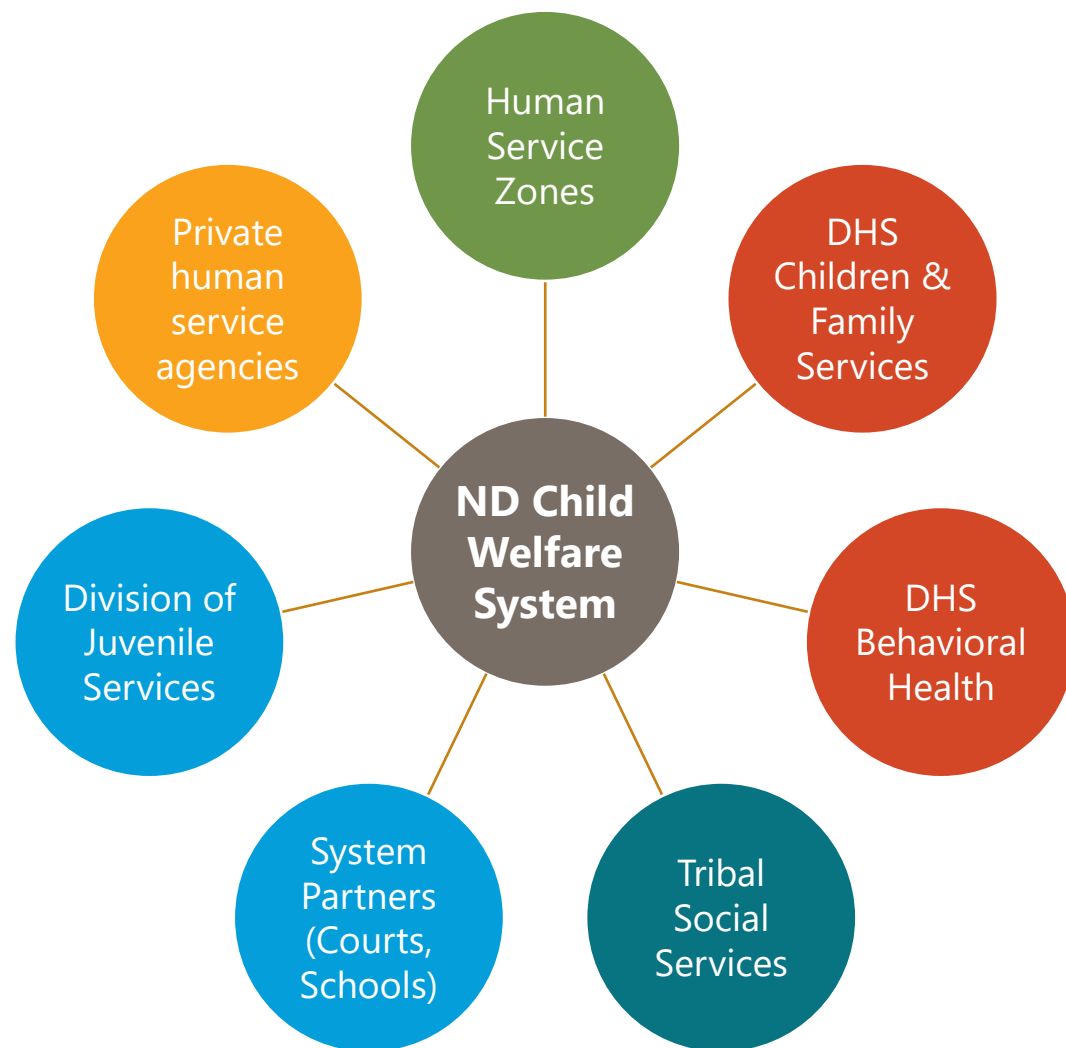 Human
Service
Zones
DHS
Children &
Family
Services
DHS
Behavioral
Health
Tribal
Social
Services
System
Partners
(Courts,
Schools)
Division of
Juvenile
Services
Private
human
service
agencies
ND Child
Welfare
System